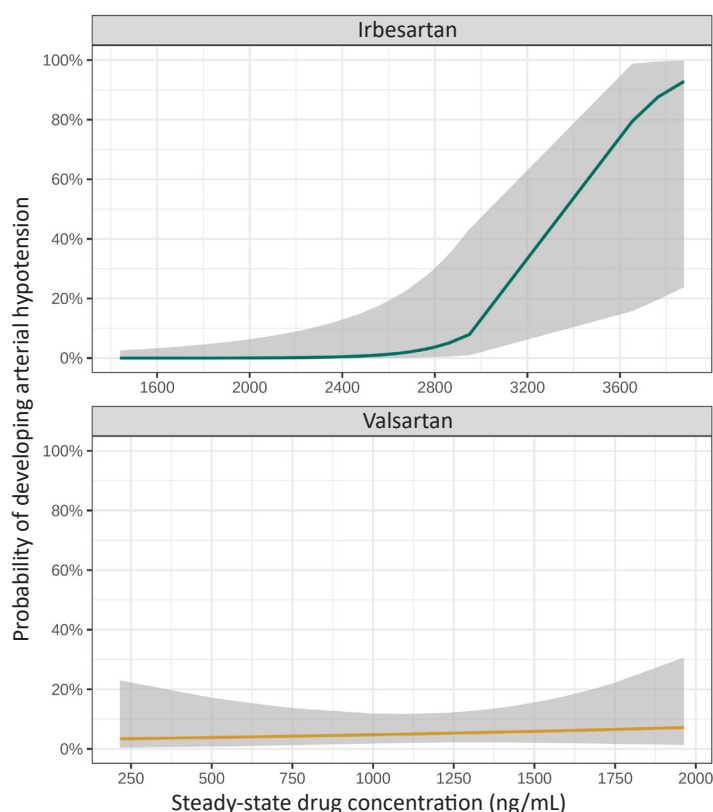 Irbesartan
100%
80%
60%
40%
20%
0%
1600 2000 2400 2800 3200 3600
Probability of developing arterial hypotension
Valsartan
100%
80%
60%
40%
20%
0%
250 500 750 1000 1250 1500 1750 2000
Steady-state drug concentration (ng/mL)